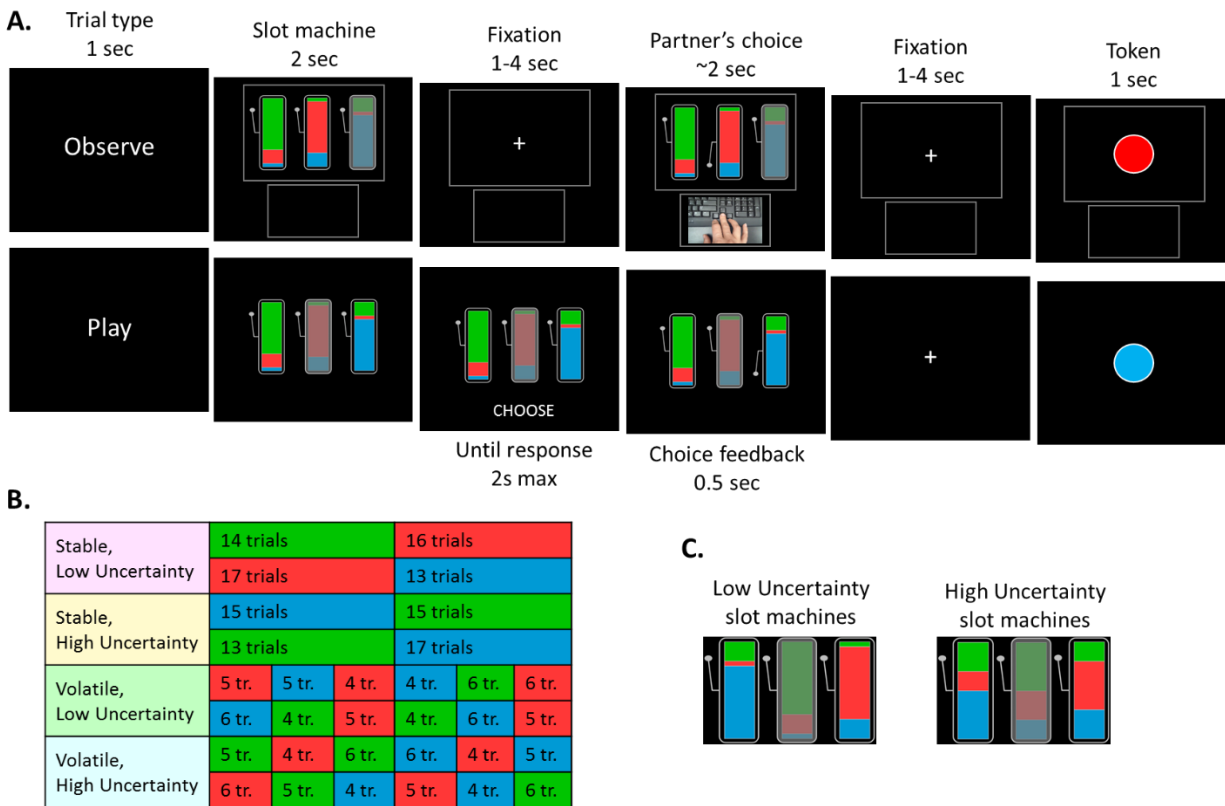 A.
Trial type
1 sec
Slot machine
2 sec
Fixation
1-4 sec
Partner's choice
~2 sec
Fixation
1-4 sec
Token
1 sec
Observe
+
+
Play
CHOOSE
+
Until response
2s max
Choice feedback
0.5 sec
B.
Stable,
Low Uncertainty
14 trials
16 trials
17 trials
13 trials
Stable,
High Uncertainty
15 trials
15 trials
13 trials
17 trials
Volatile,
Low Uncertainty
5 tr. 5 tr. 4 tr. 4 tr. 6 tr. 6 tr.
6 tr. 4 tr. 5 tr. 4 tr. 6 tr. 5 tr.
Volatile,
High Uncertainty
5 tr. 4 tr. 6 tr. 6 tr. 4 tr. 5 tr.
6 tr. 5 tr. 4 tr. 5 tr. 4 tr. 6 tr.
C.
Low Uncertainty
slot machines
High Uncertainty
slot machines